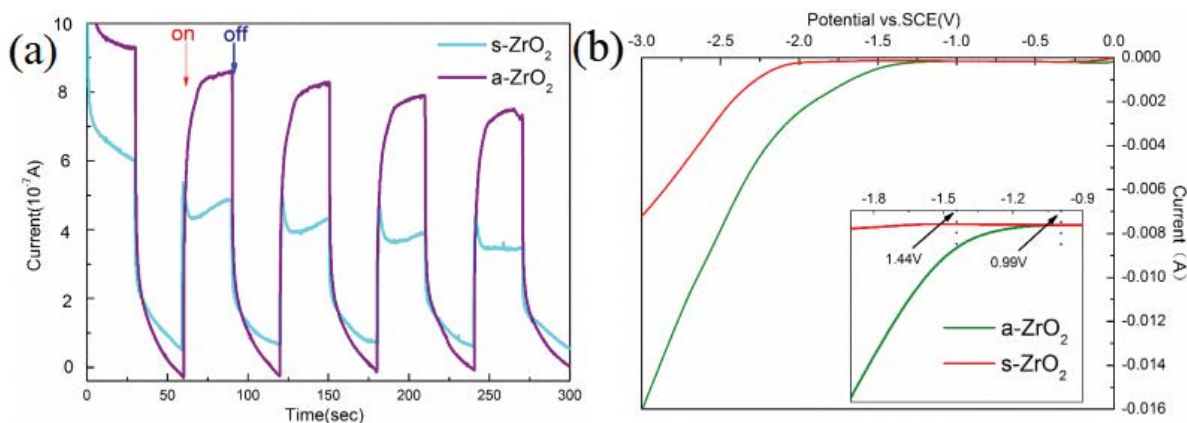 (a)
on
off
s-ZrO₂
a-ZrO₂
Current(10⁻⁷A)
10
8
6
4
2
0
0
50
100
150
200
250
300
Time(sec)
(b)
Potential vs.SCE(V)
-3.0
-2.5
-2.0
-1.5
-1.0
-0.5
0.0
0.000
-0.002
-0.004
-0.006
-0.008
-0.010
-0.012
-0.014
-0.016
Current (A)
-1.8
-1.5
-1.2
-0.9
1.44V
0.99V
a-ZrO₂
s-ZrO₂